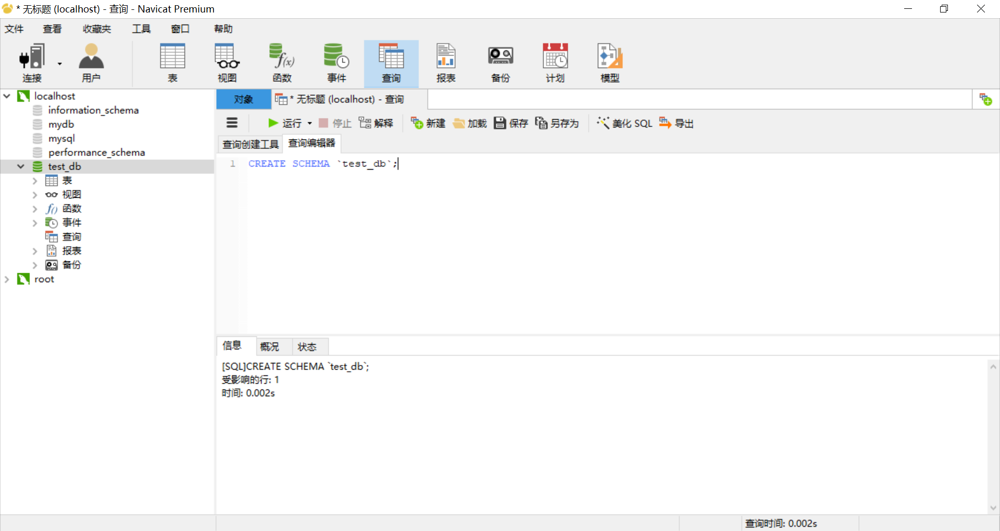 * 无标题 (localhost) - 查询 - Navicat Premium
文件 查看 收藏夹 工具 窗口 帮助
连接 用户 表 视图 函数 事件 查询 报表 备份 计划 模型
localhost
information_schema
mydb
mysql
performance_schema
test_db
表
视图
函数
事件
查询
报表
备份
root
对象 * 无标题 (localhost) - 查询
运行 停止 解释 新建 加载 保存 另存为 美化 SQL 导出
查询创建工具 查询编辑器
1 CREATE SCHEMA `test_db`;
信息 概况 状态
[SQL]CREATE SCHEMA `test_db`;
受影响的行: 1
时间: 0.002s
查询时间: 0.002s